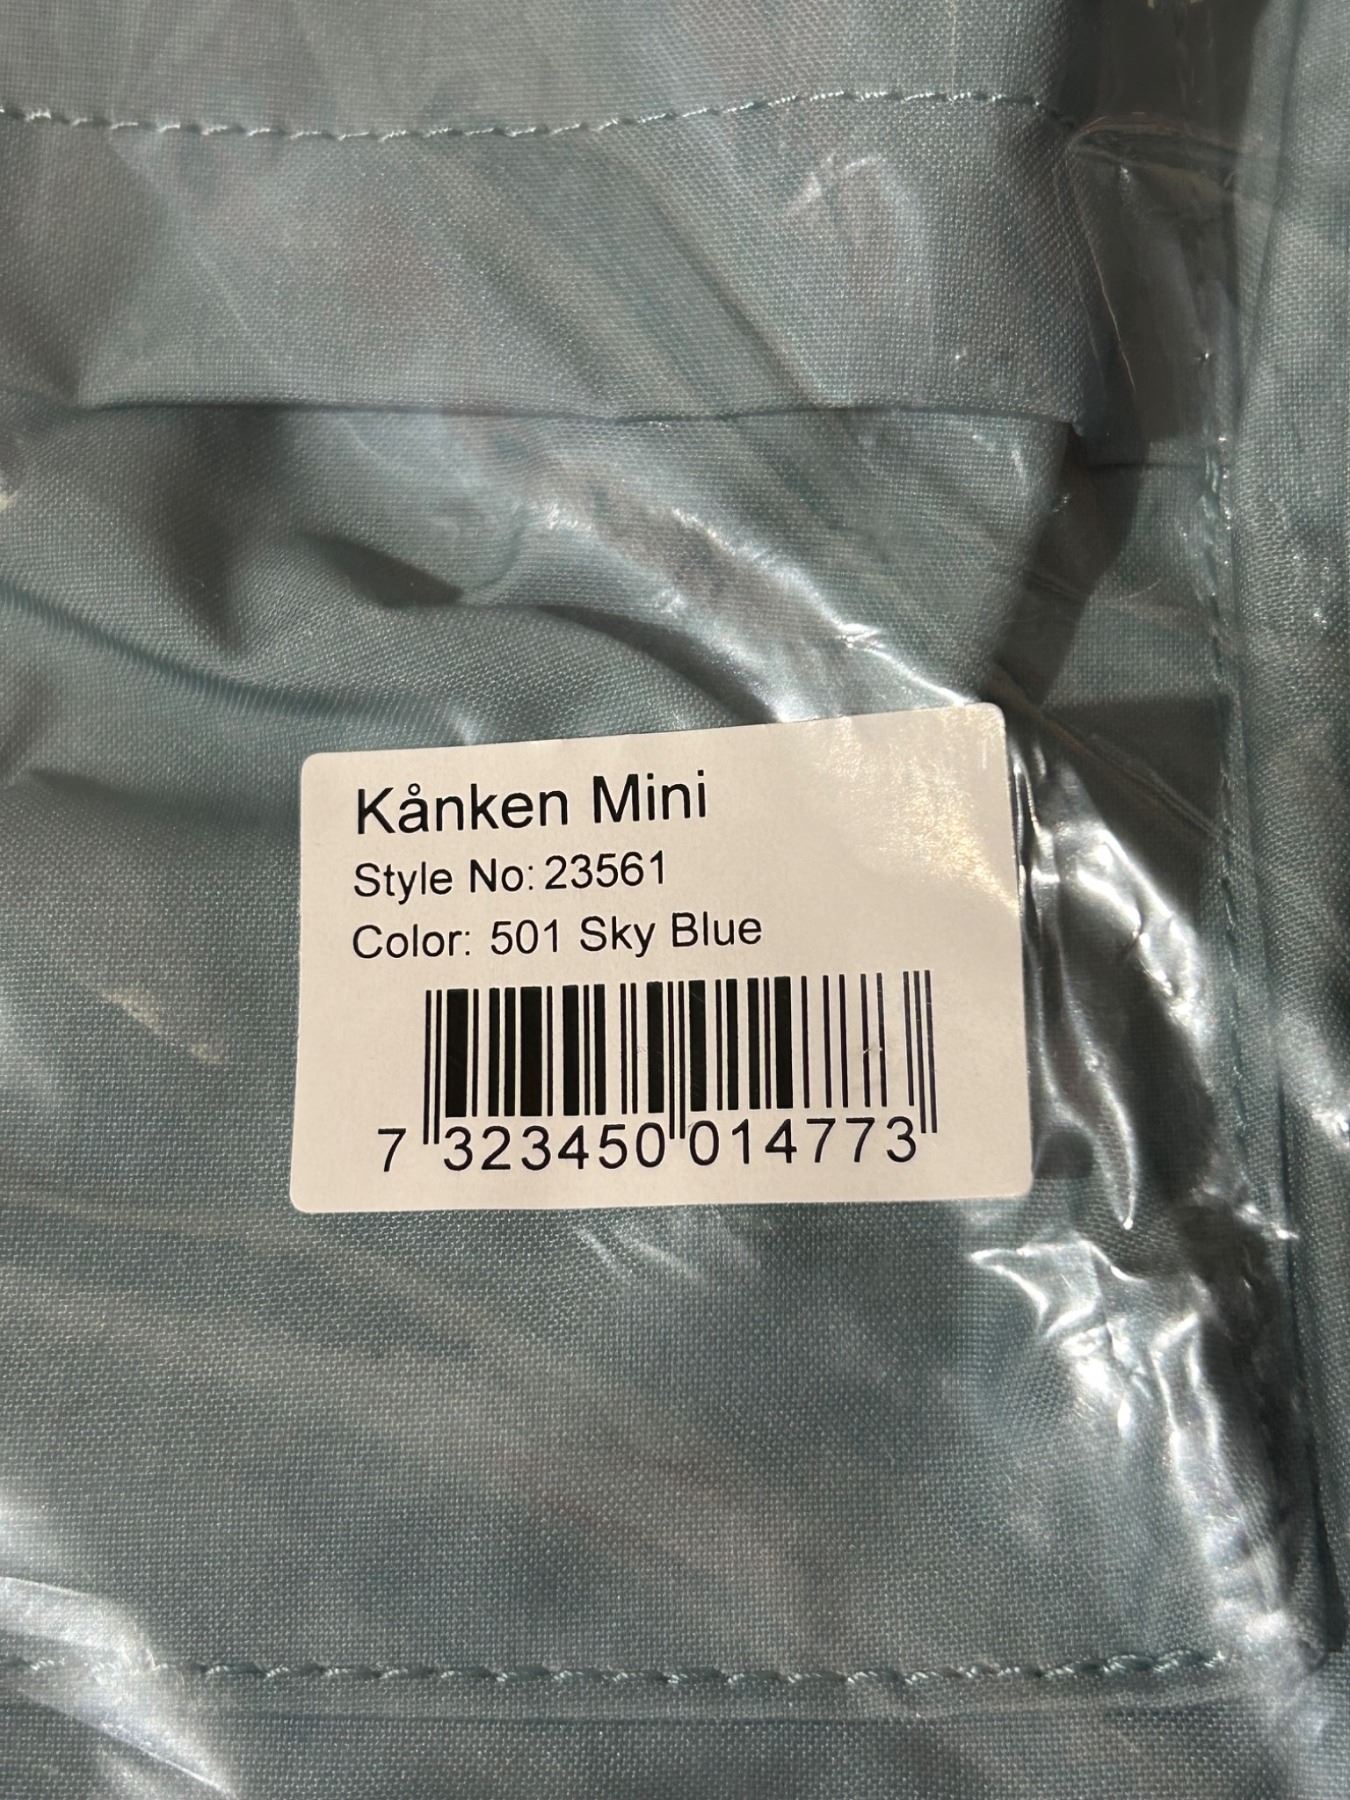 Kånken Mini
Style No: 23561
Color: 501 Sky Blue
7 323450 014773